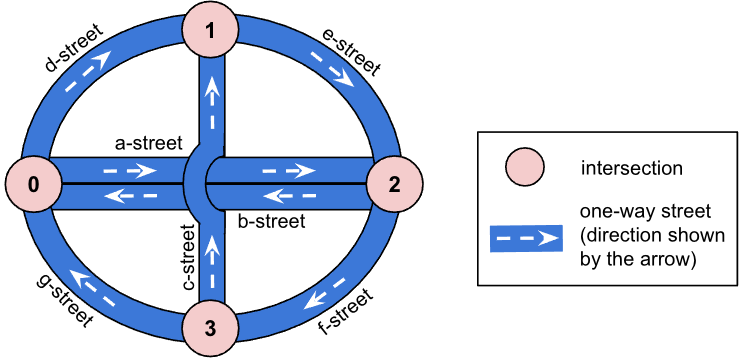 1
d-street
e-street
a-street
0
2
b-street
c-street
g-street
f-street
3
intersection
one-way street
(direction shown
by the arrow)